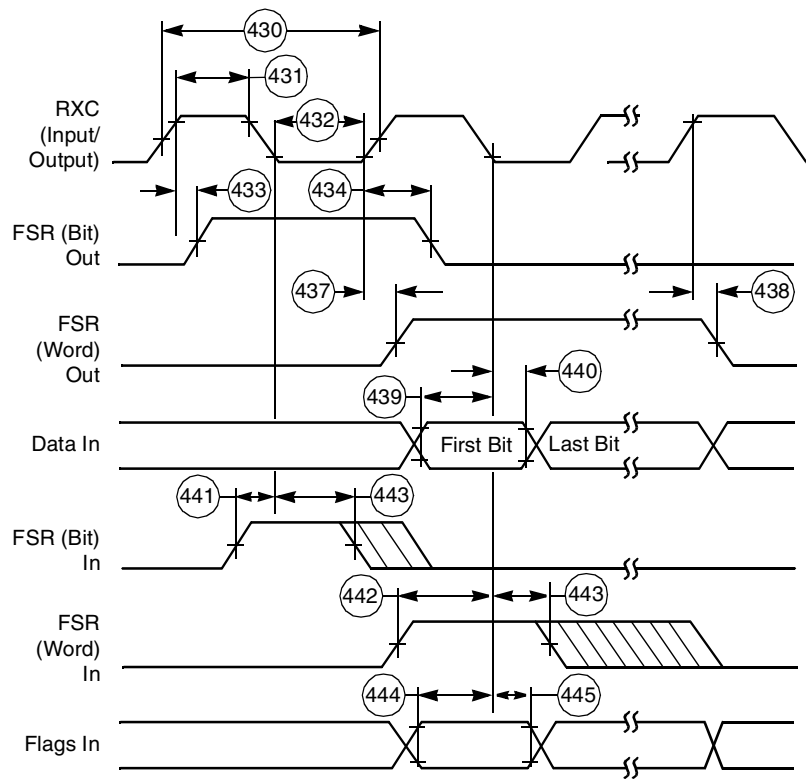 430
431
RXC
(Input/
Output)
432
433
434
FSR (Bit)
Out
437
438
FSR
(Word)
Out
439
440
Data In
First Bit
Last Bit
441
443
FSR (Bit)
In
442
443
FSR
(Word)
In
444
445
Flags In